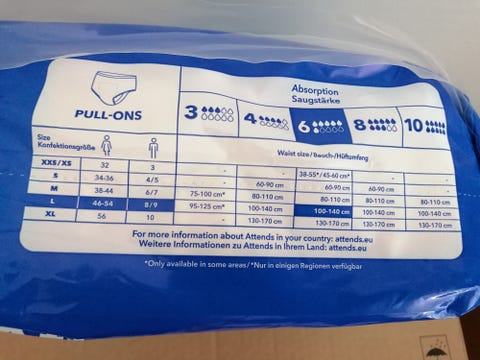 PULL-ONS
Absorption
Saugstärke
3 4 6 8 10
Size
Konfektionsgröße
Waist size/Bauch-/Hüftumfang
XXS/XS 32 3 - - 38-55*/45-60 cm* - -
S 34-36 4/5 - 60-90 cm 60-90 cm 60-90 cm -
M 38-44 6/7 75-100 cm* 80-110 cm 80-110 cm 80-110 cm 80-110 cm
L 46-54 8/9 95-125 cm* 100-140 cm 100-140 cm 100-140 cm 100-140 cm
XL 56 10 - 130-170 cm 130-170 cm 130-170 cm 130-170 cm
For more information about Attends in your country: attends.eu
Weitere Informationen zu Attends in Ihrem Land: attends.eu
*Only available in some areas/*Nur in einigen Regionen verfügbar